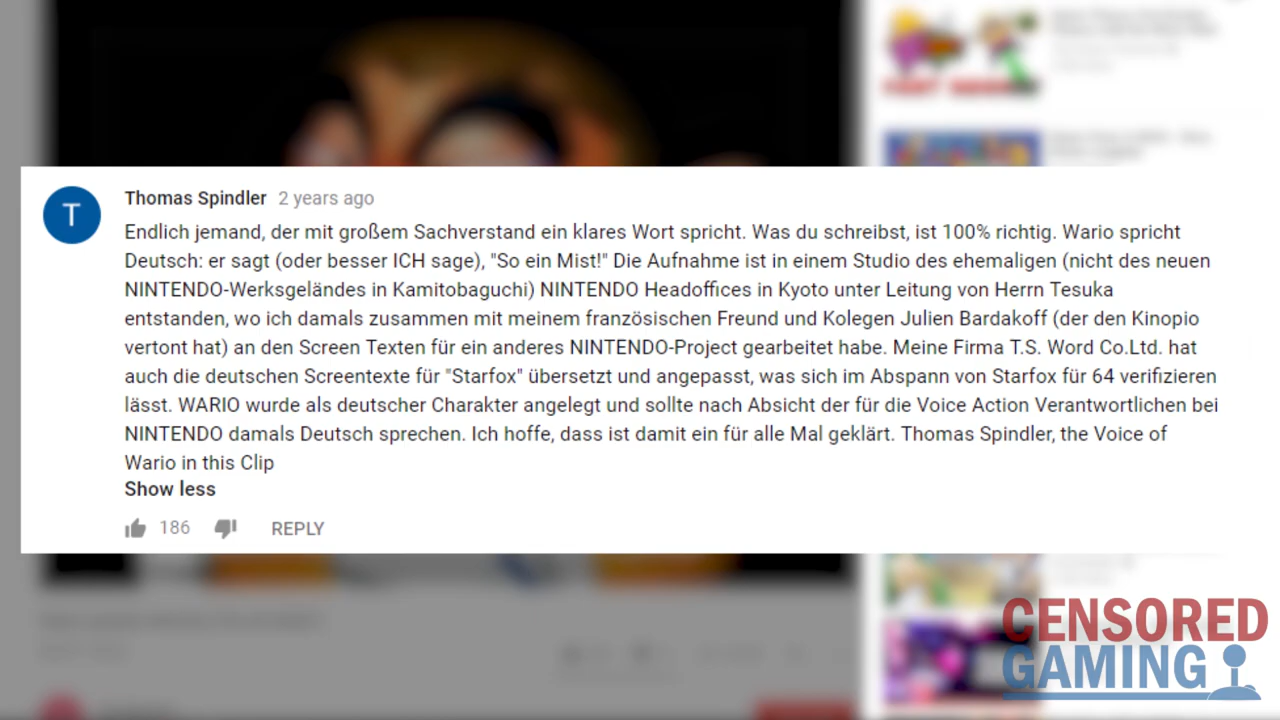 Thomas Spindler 2 years ago
Endlich jemand, der mit großem Sachverstand ein klares Wort spricht. Was du schreibst, ist 100% richtig. Wario spricht
Deutsch: er sagt (oder besser ICH sage), "So ein Mist!" Die Aufnahme ist in einem Studio des ehemaligen (nicht des neuen
NINTENDO-Werksgeländes in Kamitobaguchi) NINTENDO Headoffices in Kyoto unter Leitung von Herrn Tesuka
entstanden, wo ich damals zusammen mit meinem französischen Freund und Kolegen Julien Bardakoff (der den Kinopio
vertont hat) an den Screen Texten für ein anderes NINTENDO-Project gearbeitet habe. Meine Firma T.S. Word Co.Ltd. hat
auch die deutschen Screentexte für "Starfox" übersetzt und angepasst, was sich im Abspann von Starfox für 64 verifizieren
lässt. WARIO wurde als deutscher Charakter angelegt und sollte nach Absicht der für die Voice Action Verantwortlichen bei
NINTENDO damals Deutsch sprechen. Ich hoffe, dass ist damit ein für alle Mal geklärt. Thomas Spindler, the Voice of
Wario in this Clip
Show less
186 REPLY
T
CENSORED
GAMING